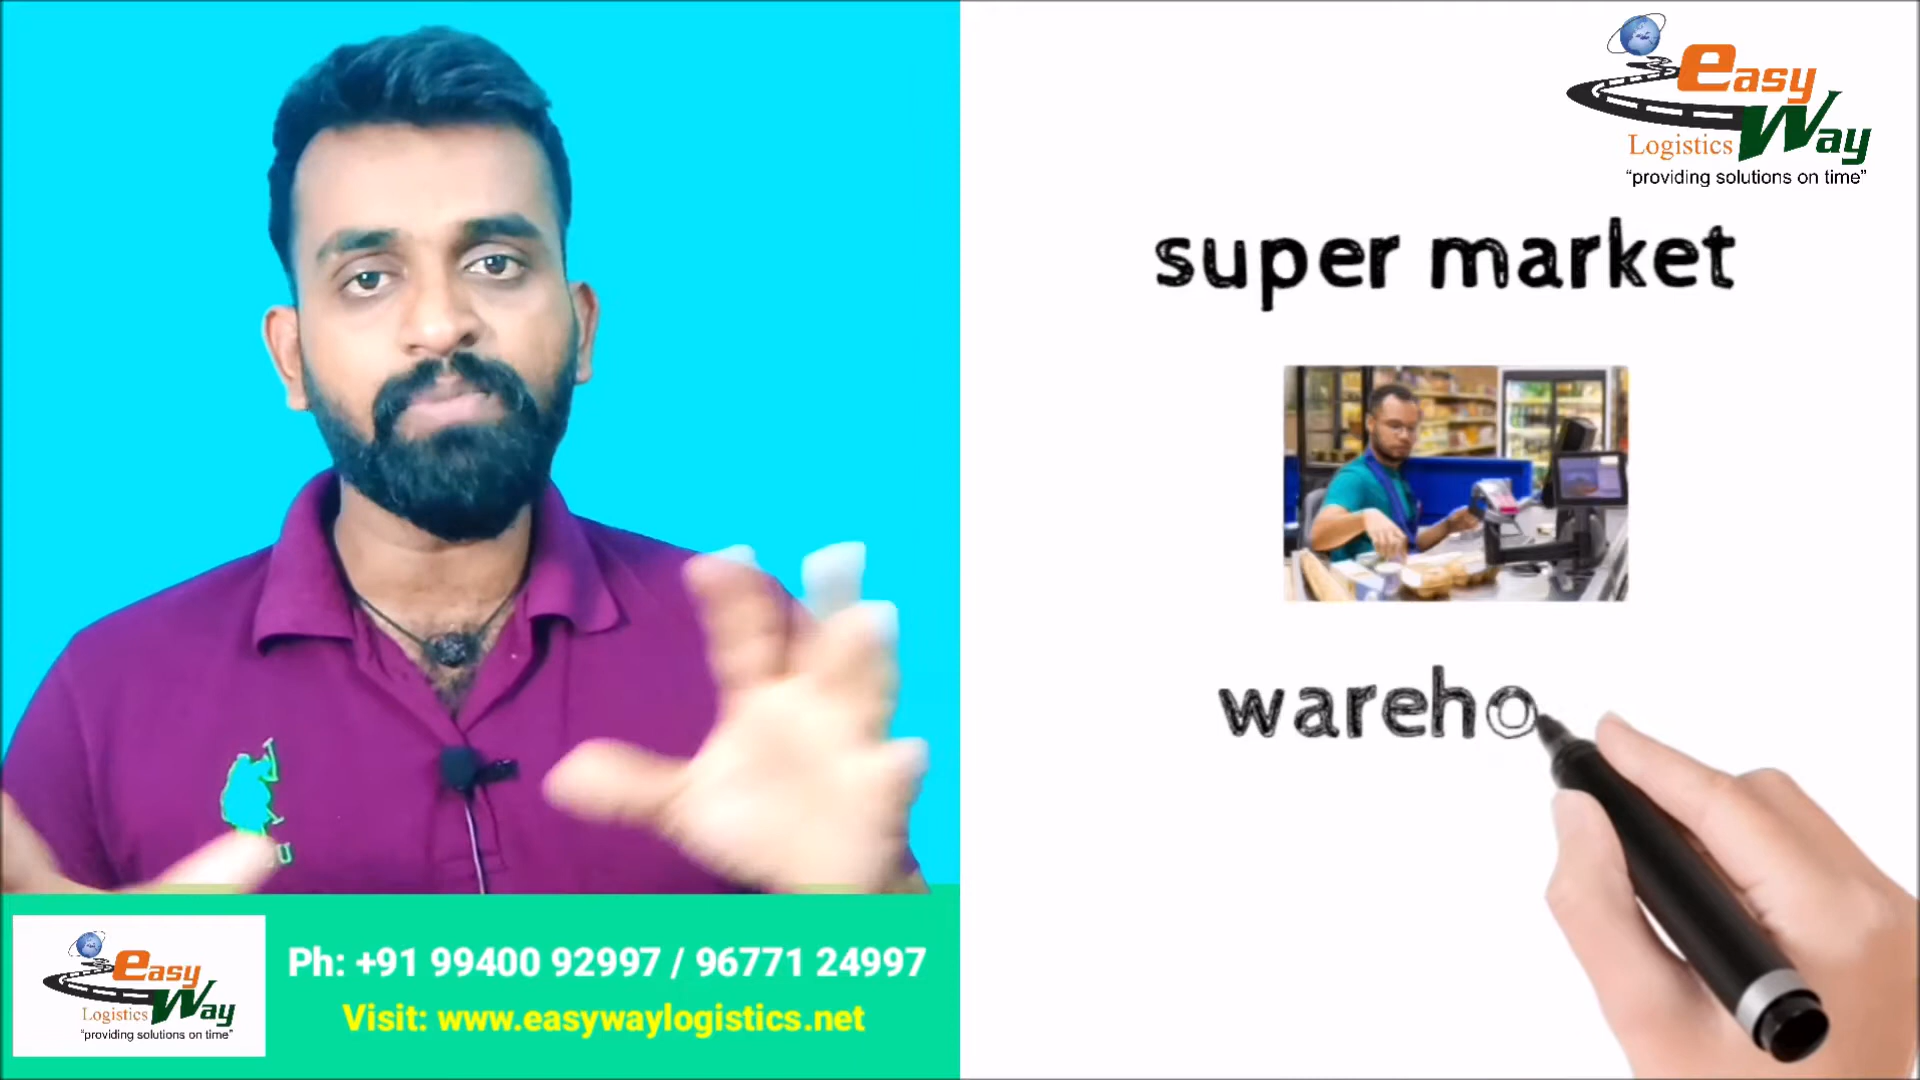 easy
Way
Logistics
“providing solutions on time”
super market
wareho
U
easy
Way
Logistics
“providing solutions on time”
Ph: +91 99400 92997 / 96771 24997
Visit: www.easywaylogistics.net